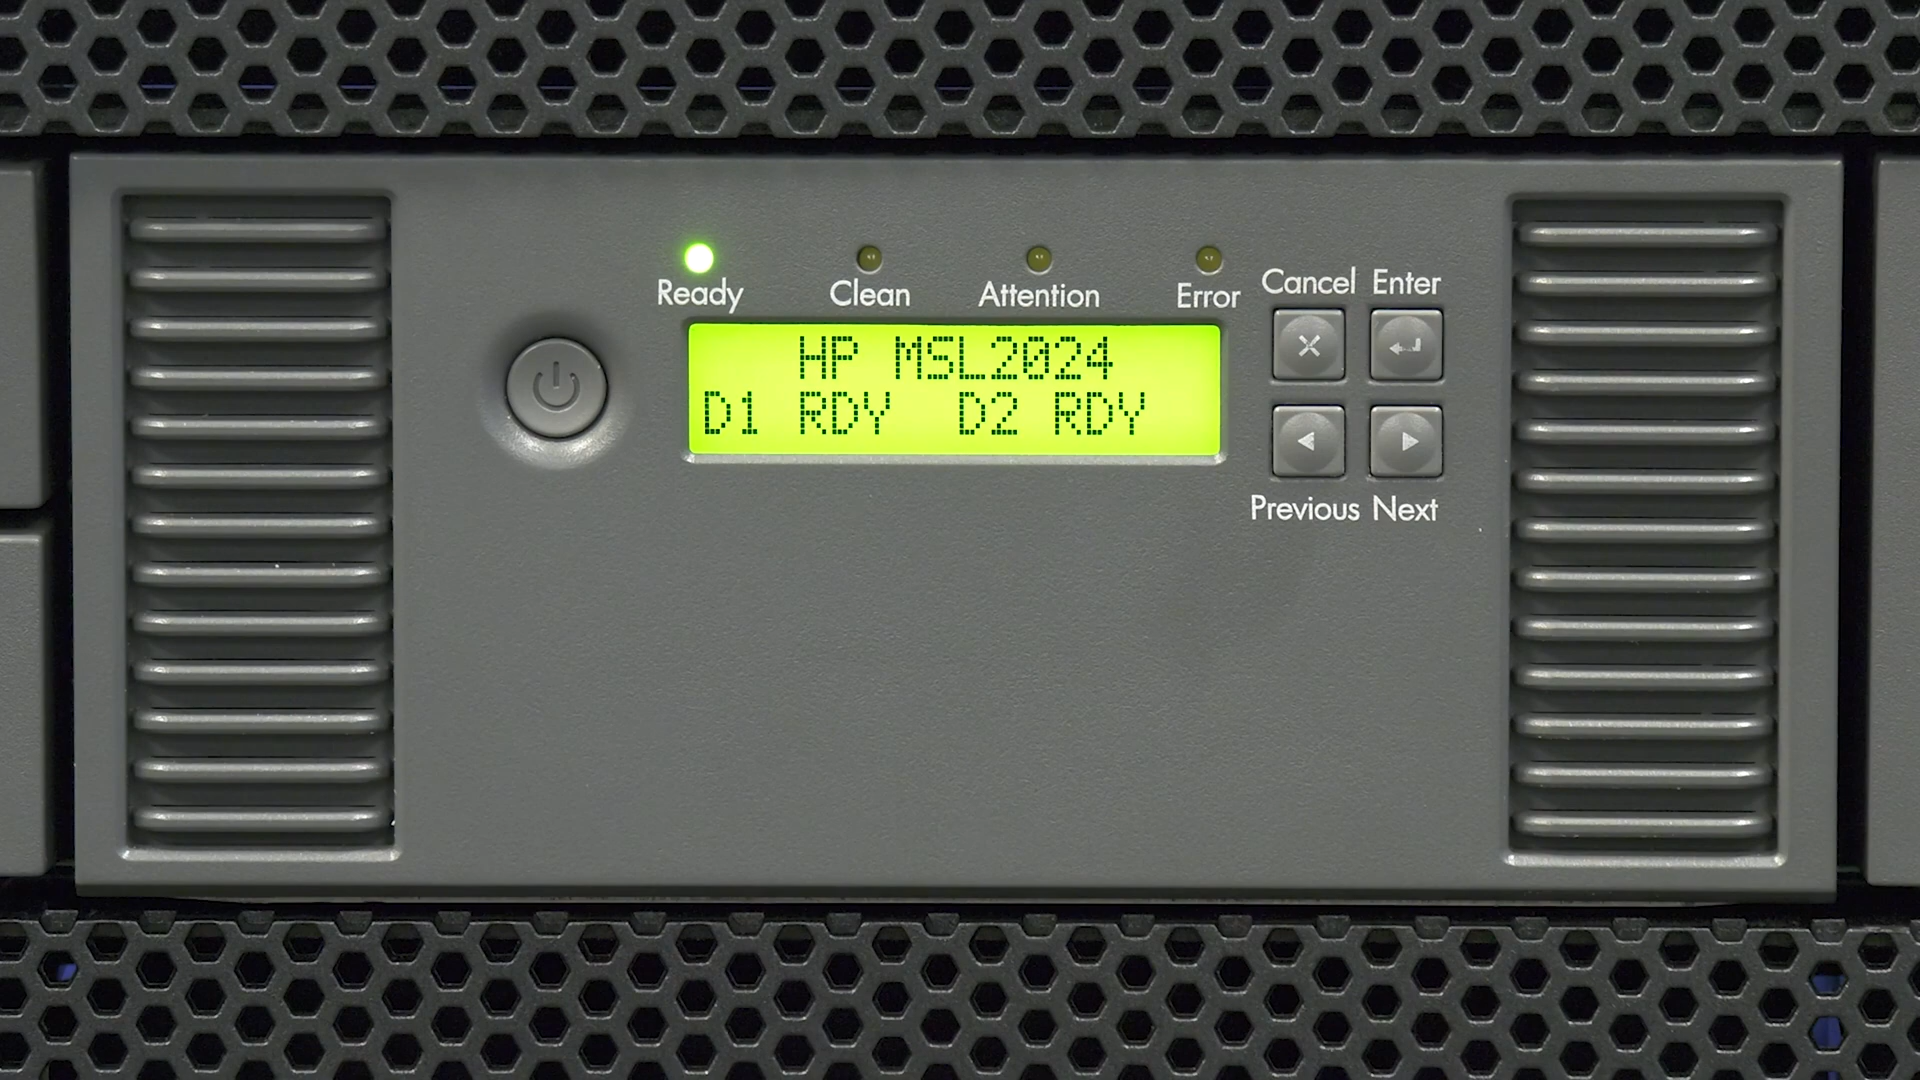 Ready Clean Attention Error Cancel Enter
HP MSL2024
D1 RDY D2 RDY
Previous Next